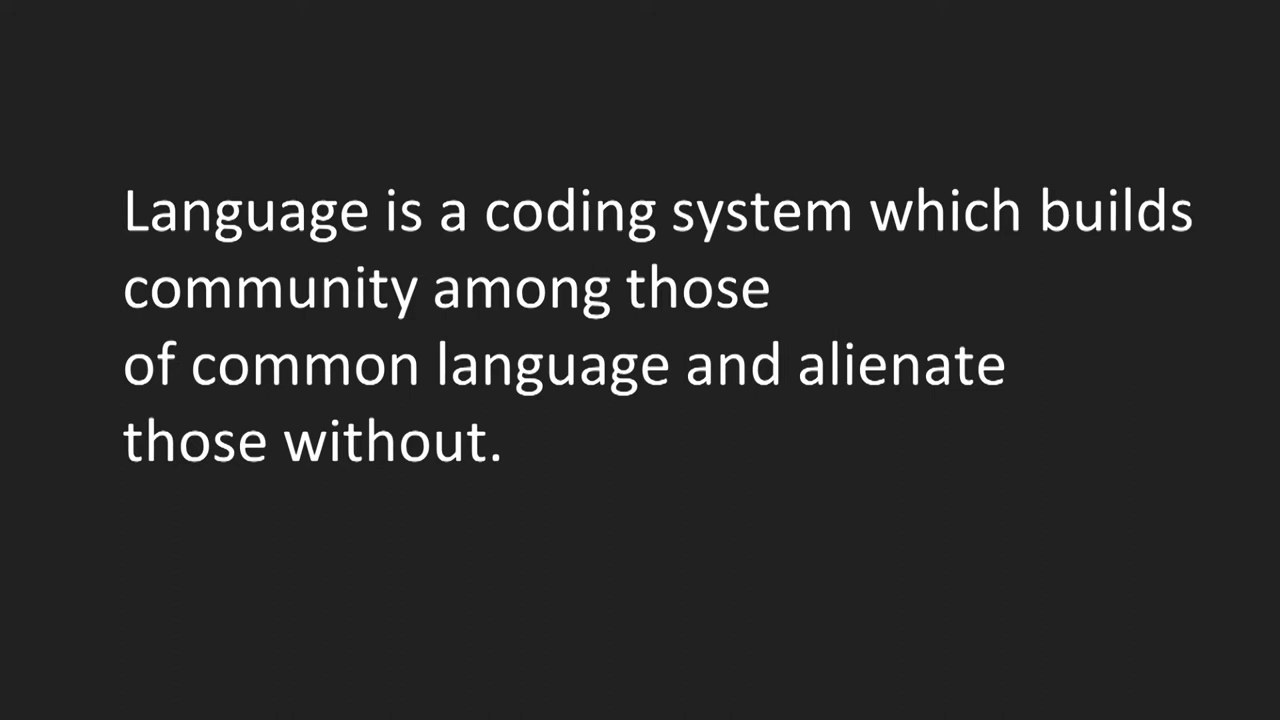 Language is a coding system which builds
community among those
of common language and alienate
those without.